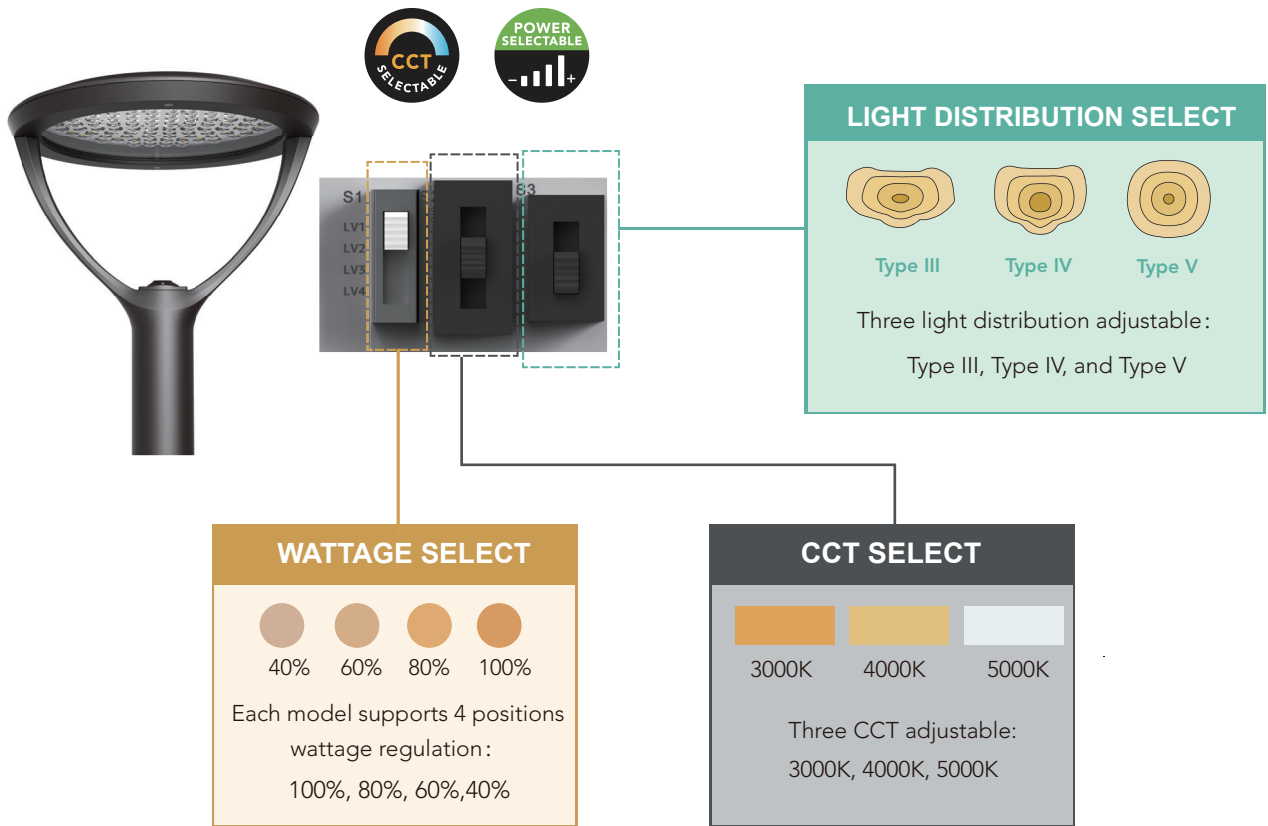 CCT
SELECTABLE
POWER
SELECTABLE
- +
LIGHT DISTRIBUTION SELECT
S1
S3
LV1
LV2
LV3
LV4
Type III
Type IV
Type V
Three light distribution adjustable:
Type III, Type IV, and Type V
WATTAGE SELECT
40%
60%
80%
100%
Each model supports 4 positions
wattage regulation:
100%, 80%, 60%,40%
CCT SELECT
3000K
4000K
5000K
Three CCT adjustable:
3000K, 4000K, 5000K